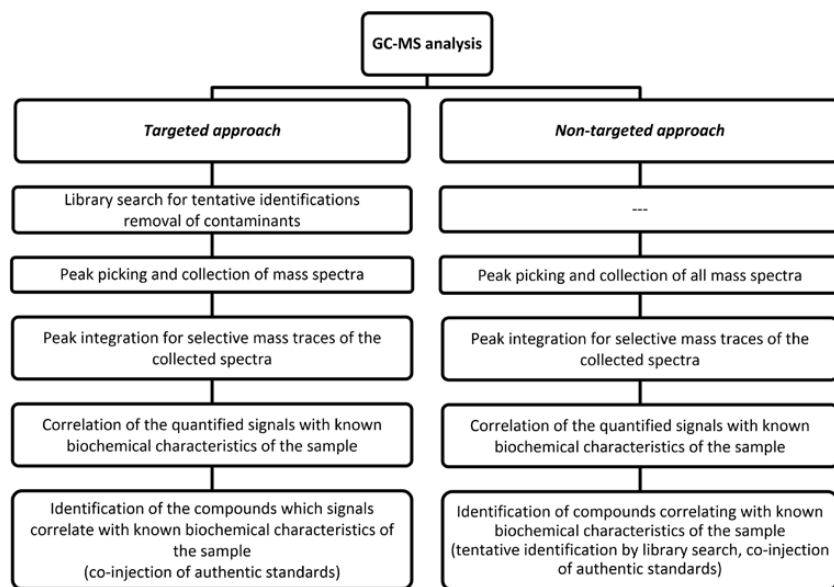 GC-MS analysis
Targeted approach
Non-targeted approach
Library search for tentative identifications
removal of contaminants
---
Peak picking and collection of mass spectra
Peak picking and collection of all mass spectra
Peak integration for selective mass traces of the
collected spectra
Peak integration for selective mass traces of the
collected spectra
Correlation of the quantified signals with known
biochemical characteristics of the sample
Correlation of the quantified signals with known
biochemical characteristics of the sample
Identification of the compounds which signals
correlate with known biochemical characteristics of
the sample
(co-injection of authentic standards)
Identification of compounds correlating with known
biochemical characteristics of the sample
(tentative identification by library search, co-injection
of authentic standards)